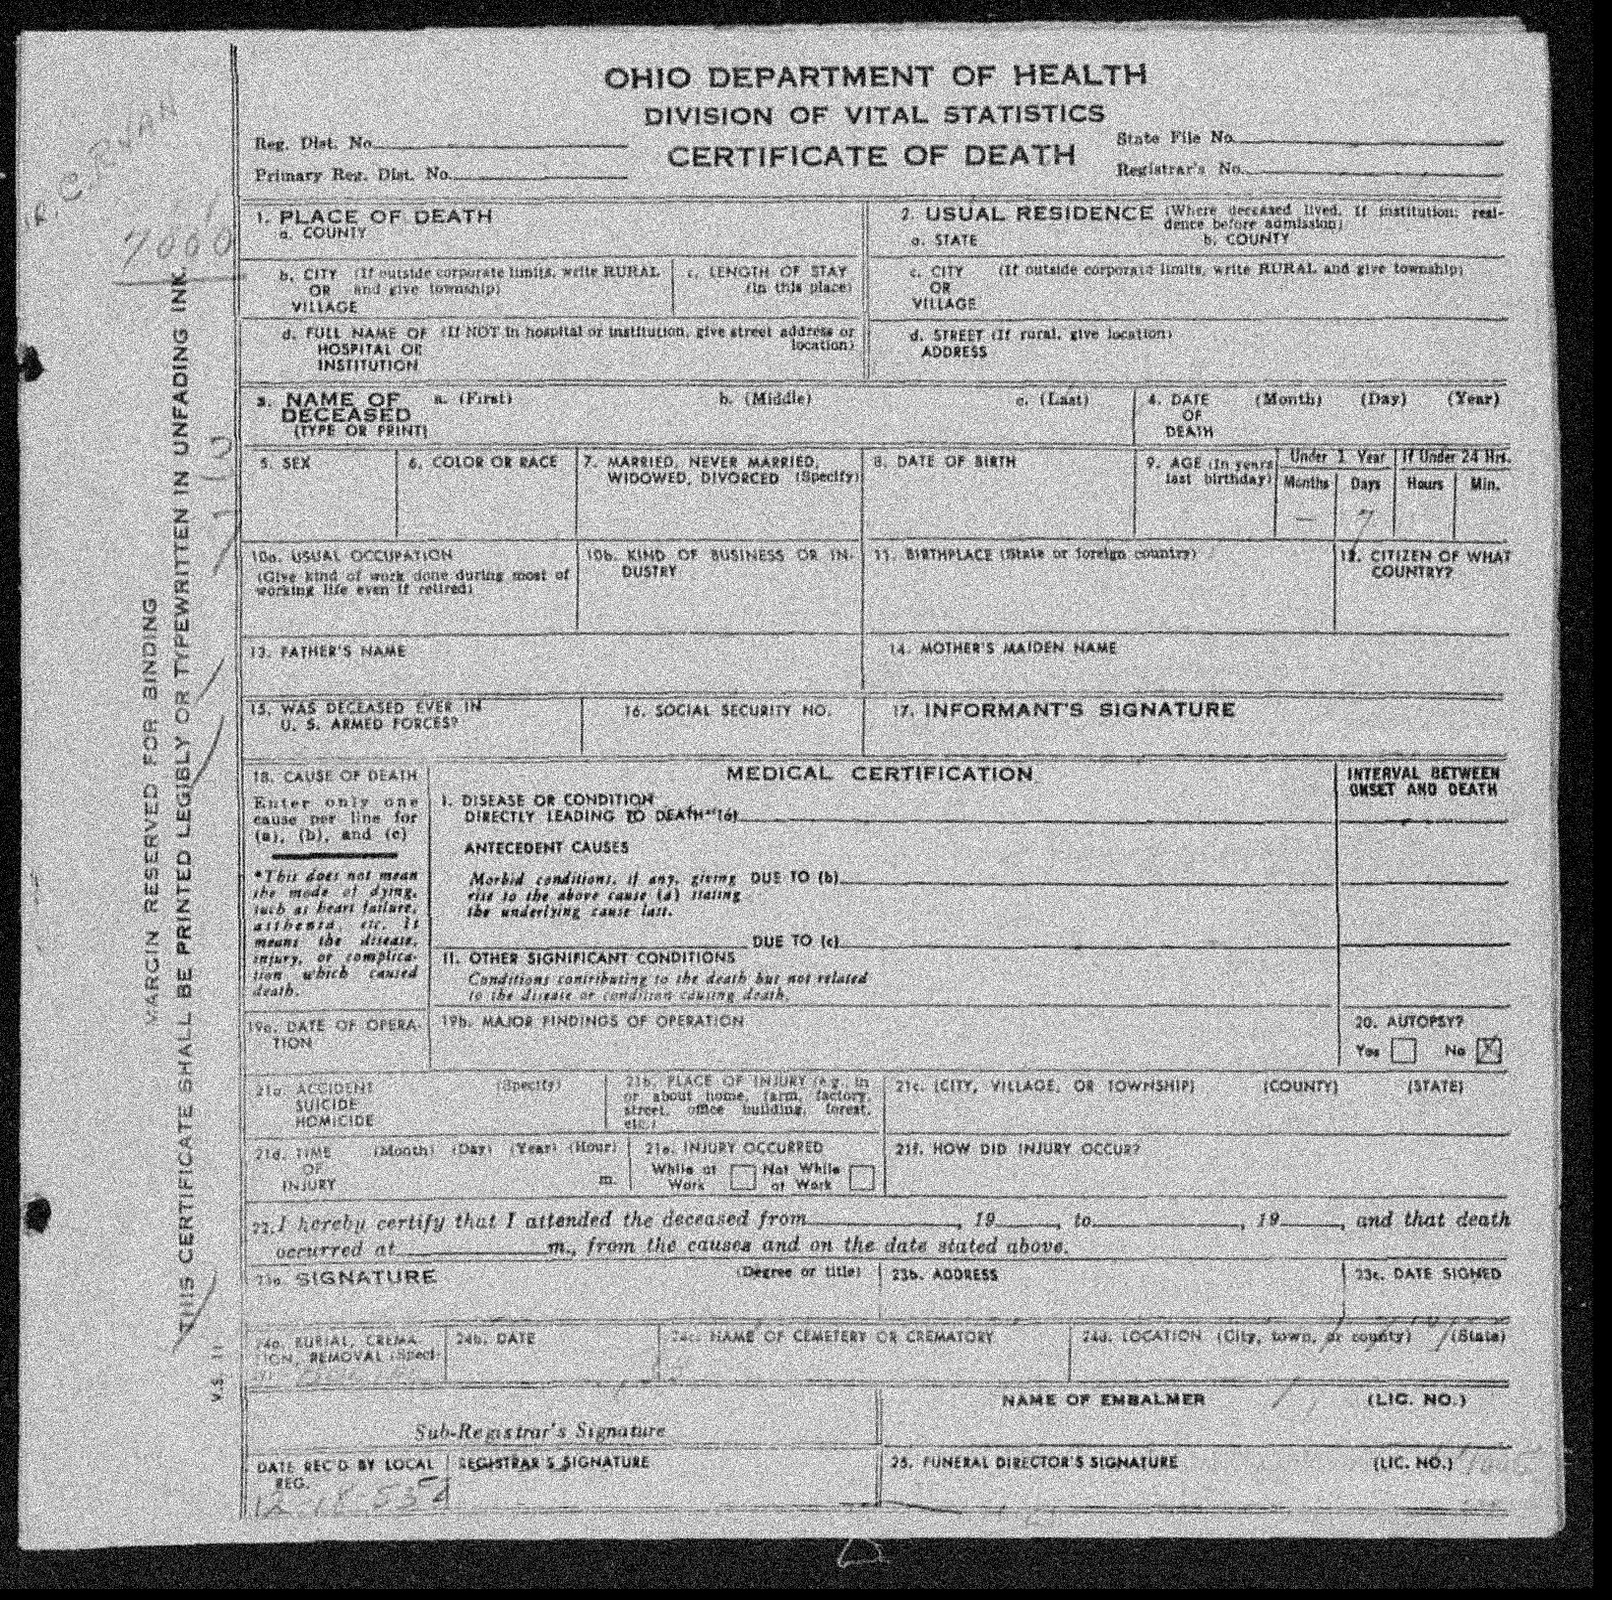 OHIO DEPARTMENT OF HEALTH
DIVISION OF VITAL STATISTICS
CERTIFICATE OF DEATH
Reg. Dist. No.
Primary Reg. Dist. No.
State File No.
Registrar's No.
7000
MARGIN RESERVED FOR BINDING
THIS CERTIFICATE SHALL BE PRINTED LEGIBLY OR TYPEWRITTEN IN UNFADING INK.
V.S. 11
1. PLACE OF DEATH
a. COUNTY
2. USUAL RESIDENCE (Where deceased lived. If institution: resi-
dence before admission)
a. STATE b. COUNTY
b. CITY (If outside corporate limits, write RURAL
OR and give township)
VILLAGE
c. LENGTH OF STAY
(in this place)
c. CITY (If outside corporate limits, write RURAL and give township)
OR
VILLAGE
d. FULL NAME OF (If NOT in hospital or institution, give street address or
location)
HOSPITAL OR
INSTITUTION
d. STREET (If rural, give location)
ADDRESS
3. NAME OF a. (First) b. (Middle) c. (Last)
DECEASED
(TYPE OR PRINT)
4. DATE (Month) (Day) (Year)
OF
DEATH
5. SEX
6. COLOR OR RACE
7. MARRIED, NEVER MARRIED,
WIDOWED, DIVORCED (Specify)
8. DATE OF BIRTH
9. AGE (In years
last birthday)
Under 1 Year
Months Days
— 7
If Under 24 Hrs.
Hours Min.
10a. USUAL OCCUPATION
(Give kind of work done during most of
working life even if retired)
10b. KIND OF BUSINESS OR IN-
DUSTRY
11. BIRTHPLACE (State or foreign country)
12. CITIZEN OF WHAT
COUNTRY?
13. FATHER'S NAME
14. MOTHER'S MAIDEN NAME
15. WAS DECEASED EVER IN
U. S. ARMED FORCES?
16. SOCIAL SECURITY NO.
17. INFORMANT'S SIGNATURE
18. CAUSE OF DEATH
Enter only one
cause per line for
(a), (b), and (c)
*This does not mean
the mode of dying,
such as heart failure,
asthenia, etc. It
means the disease,
injury, or complica-
tion which caused
death.
MEDICAL CERTIFICATION
I. DISEASE OR CONDITION
DIRECTLY LEADING TO DEATH*(a)
ANTECEDENT CAUSES
Morbid conditions, if any, giving DUE TO (b)
rise to the above cause (a) stating
the underlying cause last.
DUE TO (c)
II. OTHER SIGNIFICANT CONDITIONS
Conditions contributing to the death but not related
to the disease or condition causing death.
INTERVAL BETWEEN
ONSET AND DEATH
19a. DATE OF OPERA-
TION
19b. MAJOR FINDINGS OF OPERATION
20. AUTOPSY?
Yes No X
21a. ACCIDENT (Specify)
SUICIDE
HOMICIDE
21b. PLACE OF INJURY (e.g., in
or about home, farm, factory,
street, office building, forest,
etc.)
21c. (CITY, VILLAGE, OR TOWNSHIP) (COUNTY) (STATE)
21d. TIME (Month) (Day) (Year) (Hour)
OF
INJURY m.
21e. INJURY OCCURRED
While at Not While
Work at Work
21f. HOW DID INJURY OCCUR?
22. I hereby certify that I attended the deceased from , 19 , to , 19 , and that death
occurred at m., from the causes and on the date stated above.
23a. SIGNATURE (Degree or title)
23b. ADDRESS
23c. DATE SIGNED
24a. BURIAL, CREMA-
TION, REMOVAL (Speci-
fy)
24b. DATE
24c. NAME OF CEMETERY OR CREMATORY
24d. LOCATION (City, town, or county) (State)
Sub-Registrar's Signature
NAME OF EMBALMER (LIC. NO.)
DATE REC'D BY LOCAL
REG.
REGISTRAR'S SIGNATURE
25. FUNERAL DIRECTOR'S SIGNATURE (LIC. NO.)